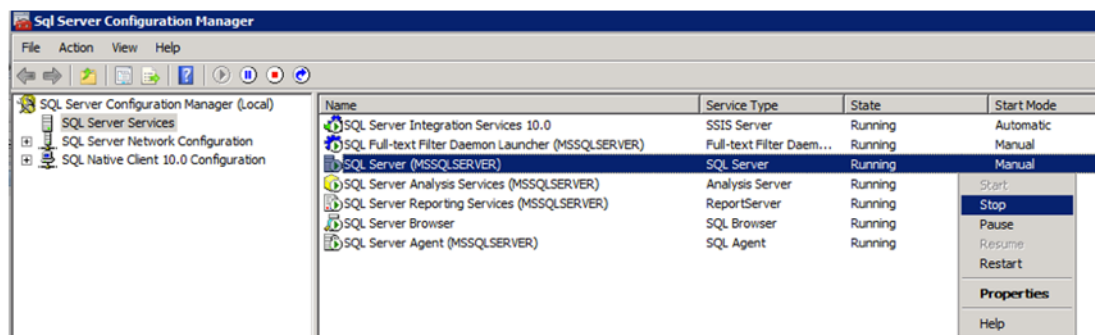 Sql Server Configuration Manager
File Action View Help
SQL Server Configuration Manager (Local)
SQL Server Services
SQL Server Network Configuration
SQL Native Client 10.0 Configuration
Name Service Type State Start Mode
SQL Server Integration Services 10.0 SSIS Server Running Automatic
SQL Full-text Filter Daemon Launcher (MSSQLSERVER) Full-text Filter Daem... Running Manual
SQL Server (MSSQLSERVER) SQL Server Running Manual
SQL Server Analysis Services (MSSQLSERVER) Analysis Server Running
SQL Server Reporting Services (MSSQLSERVER) ReportServer Running
SQL Server Browser SQL Browser Running
SQL Server Agent (MSSQLSERVER) SQL Agent Running
Start
Stop
Pause
Resume
Restart
Properties
Help